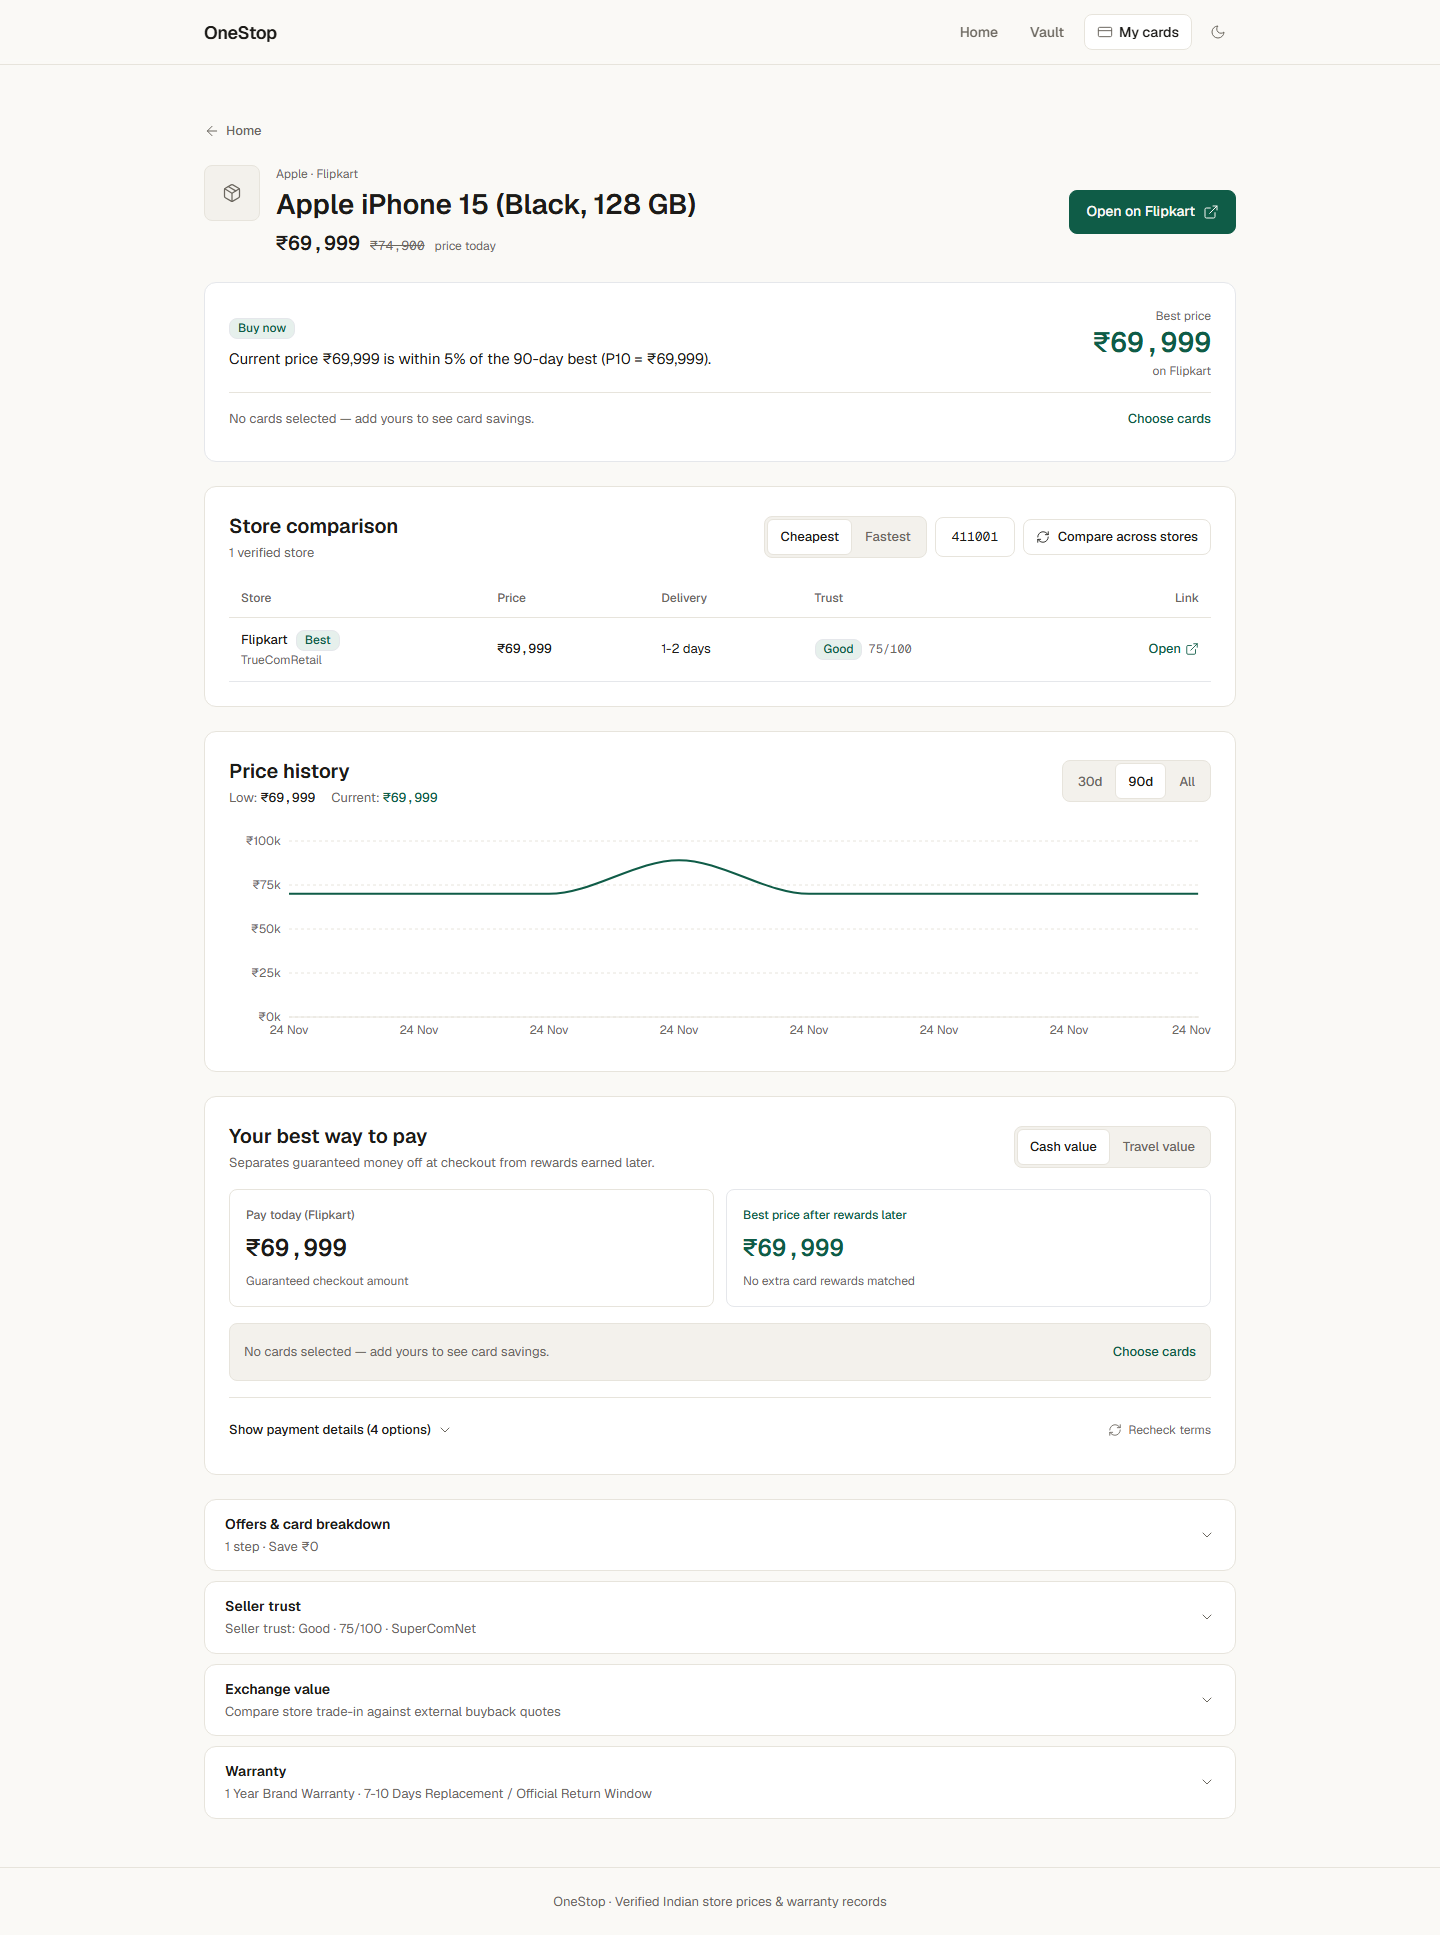 OneStop
Home
Vault
My cards
Home
Apple · Flipkart
Apple iPhone 15 (Black, 128 GB)
₹69,999 ₹74,900 price today
Open on Flipkart
Buy now
Current price ₹69,999 is within 5% of the 90-day best (P10 = ₹69,999).
Best price
₹69,999
on Flipkart
No cards selected — add yours to see card savings.
Choose cards
Store comparison
1 verified store
Cheapest
Fastest
411001
Compare across stores
Store Price Delivery Trust Link
Flipkart Best
TrueComRetail
₹69,999
1-2 days
Good 75/100
Open
Price history
Low: ₹69,999 Current: ₹69,999
30d 90d All
₹100k
₹75k
₹50k
₹25k
₹0k
24 Nov 24 Nov 24 Nov 24 Nov 24 Nov 24 Nov 24 Nov 24 Nov
Your best way to pay
Separates guaranteed money off at checkout from rewards earned later.
Cash value
Travel value
Pay today (Flipkart)
₹69,999
Guaranteed checkout amount
Best price after rewards later
₹69,999
No extra card rewards matched
No cards selected — add yours to see card savings.
Choose cards
Show payment details (4 options)
Recheck terms
Offers & card breakdown
1 step · Save ₹0
Seller trust
Seller trust: Good · 75/100 · SuperComNet
Exchange value
Compare store trade-in against external buyback quotes
Warranty
1 Year Brand Warranty · 7-10 Days Replacement / Official Return Window
OneStop · Verified Indian store prices & warranty records